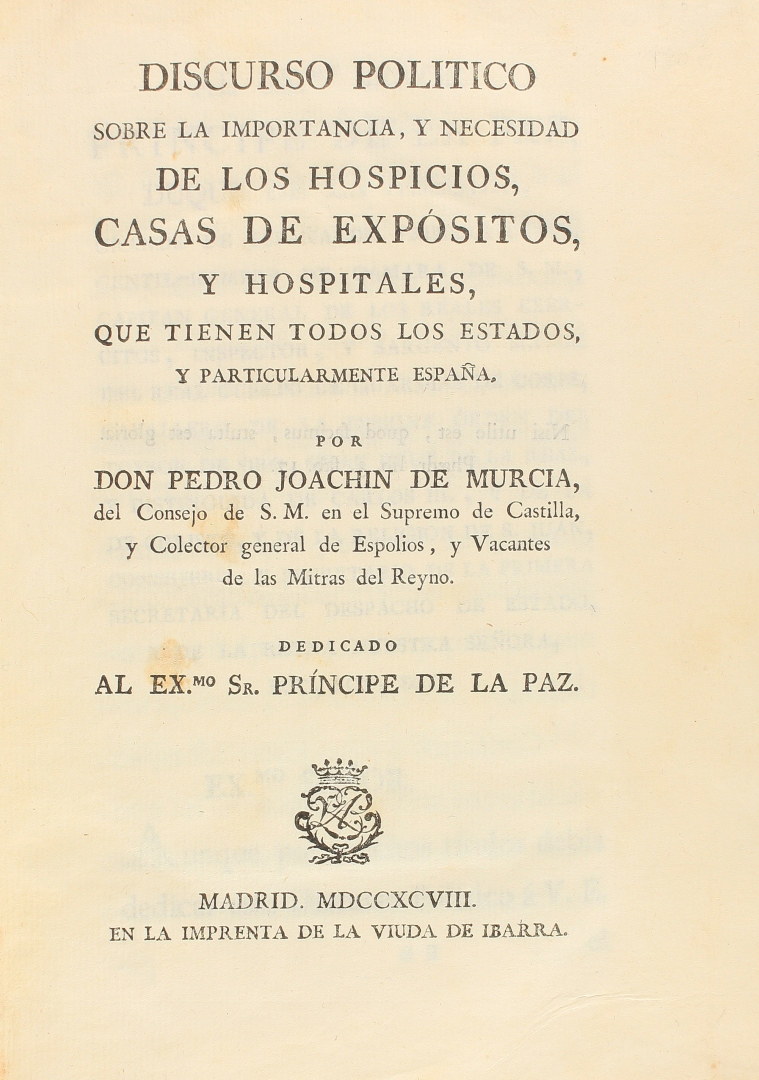 DISCURSO POLITICO
SOBRE LA IMPORTANCIA, Y NECESIDAD
DE LOS HOSPICIOS,
CASAS DE EXPÓSITOS,
Y HOSPITALES,
QUE TIENEN TODOS LOS ESTADOS,
Y PARTICULARMENTE ESPAÑA,
POR
DON PEDRO JOACHIN DE MURCIA,
del Consejo de S. M. en el Supremo de Castilla,
y Colector general de Espolios, y Vacantes
de las Mitras del Reyno.
DEDICADO
AL EX.MO SR. PRÍNCIPE DE LA PAZ.
MADRID. MDCCXCVIII.
EN LA IMPRENTA DE LA VIUDA DE IBARRA.